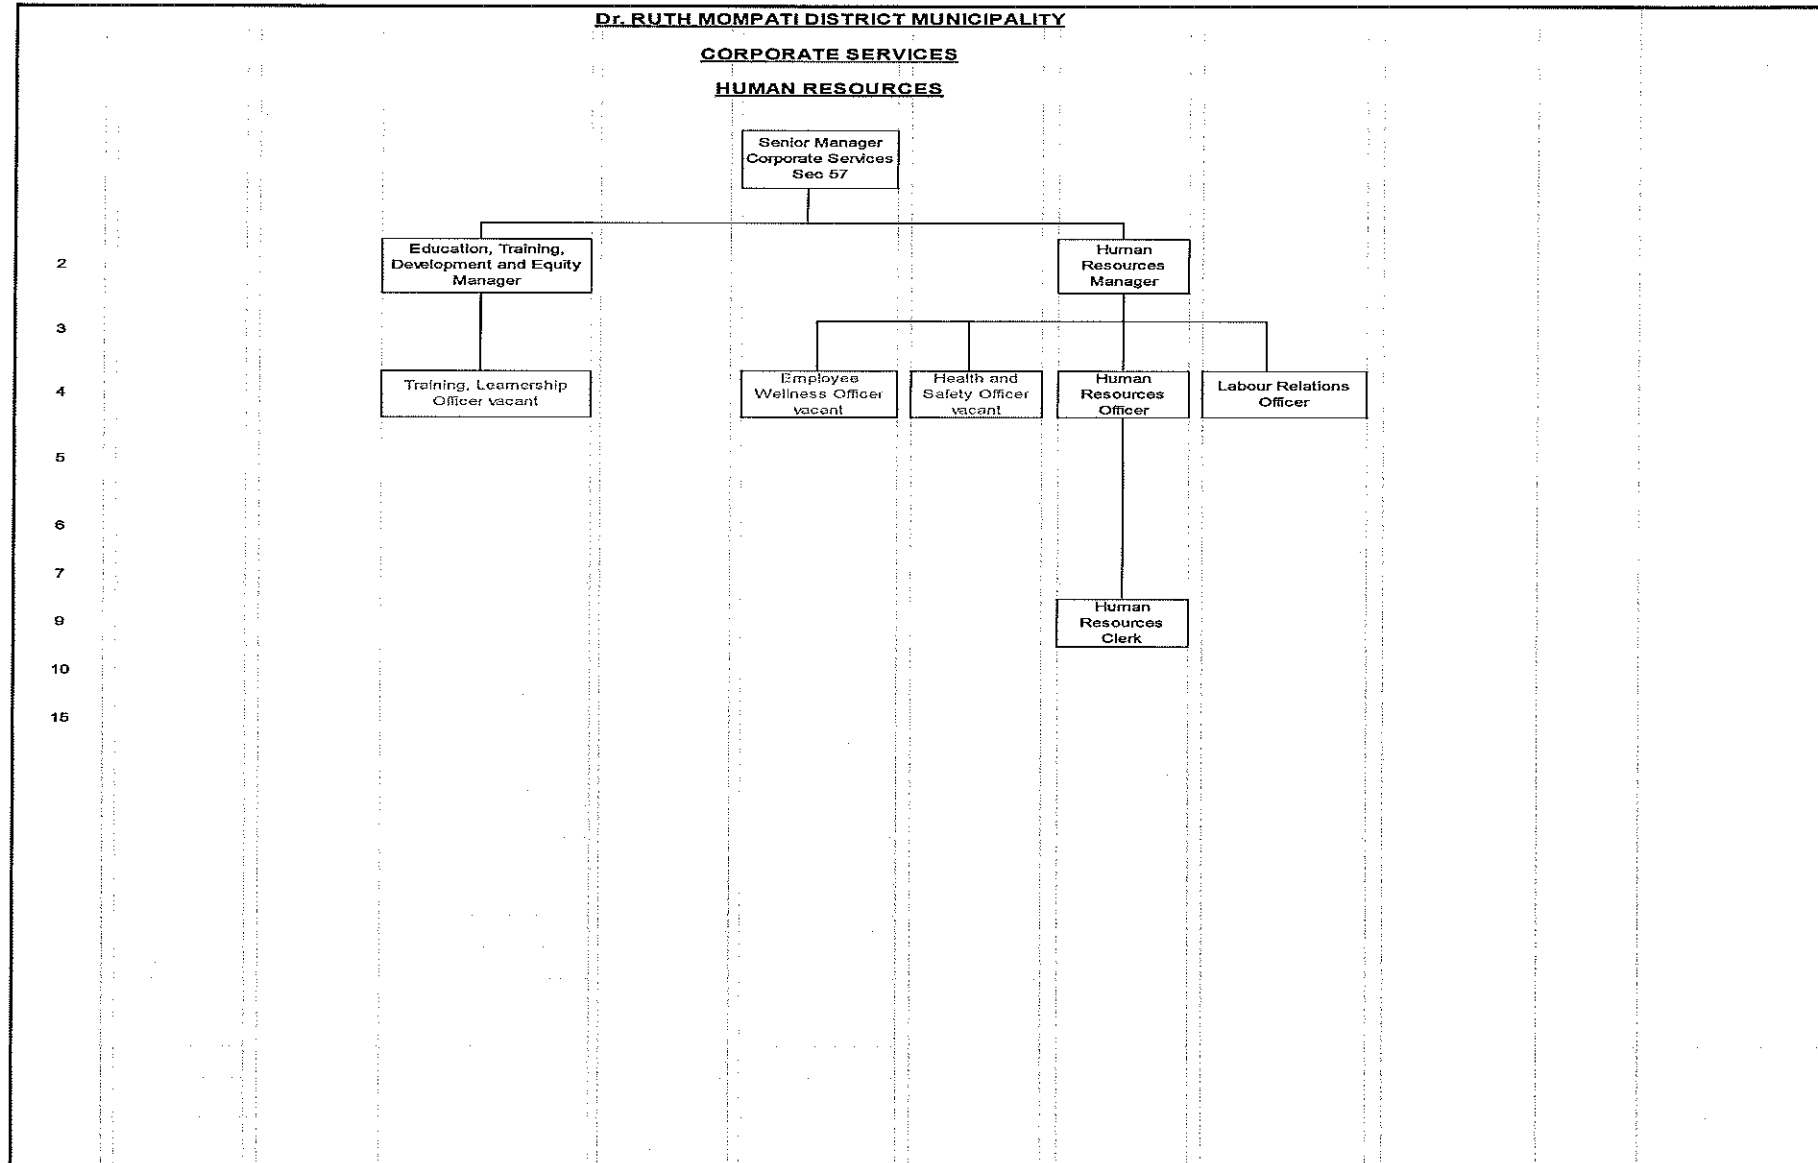 Dr. RUTH MOMPATI DISTRICT MUNICIPALITY
CORPORATE SERVICES
HUMAN RESOURCES
Senior Manager
Corporate Services
Sec 57
2
Education, Training,
Development and Equity
Manager
Human
Resources
Manager
3
4
Training, Learnership
Officer vacant
Employee
Wellness Officer
vacant
Health and
Safety Officer
vacant
Human
Resources
Officer
Labour Relations
Officer
5
6
7
9
Human
Resources
Clerk
10
15